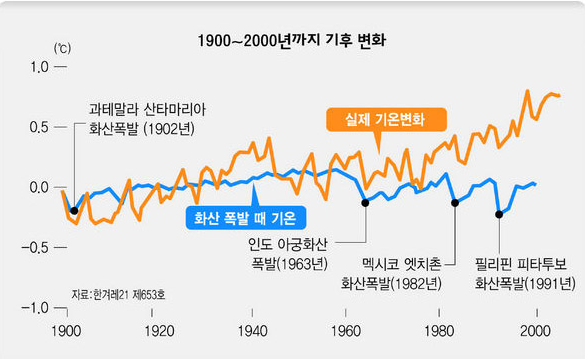 1900~2000년까지 기후 변화
(℃)
1.0
0.5
0.0
−0.5
−1.0
과테말라 산타마리아
화산폭발 (1902년)
실제 기온변화
화산 폭발 때 기온
인도 아궁화산
폭발(1963년)
멕시코 엣치촌
화산폭발(1982년)
필리핀 피타투보
화산폭발(1991년)
자료:한겨레21 제653호
1900 1920 1940 1960 1980 2000